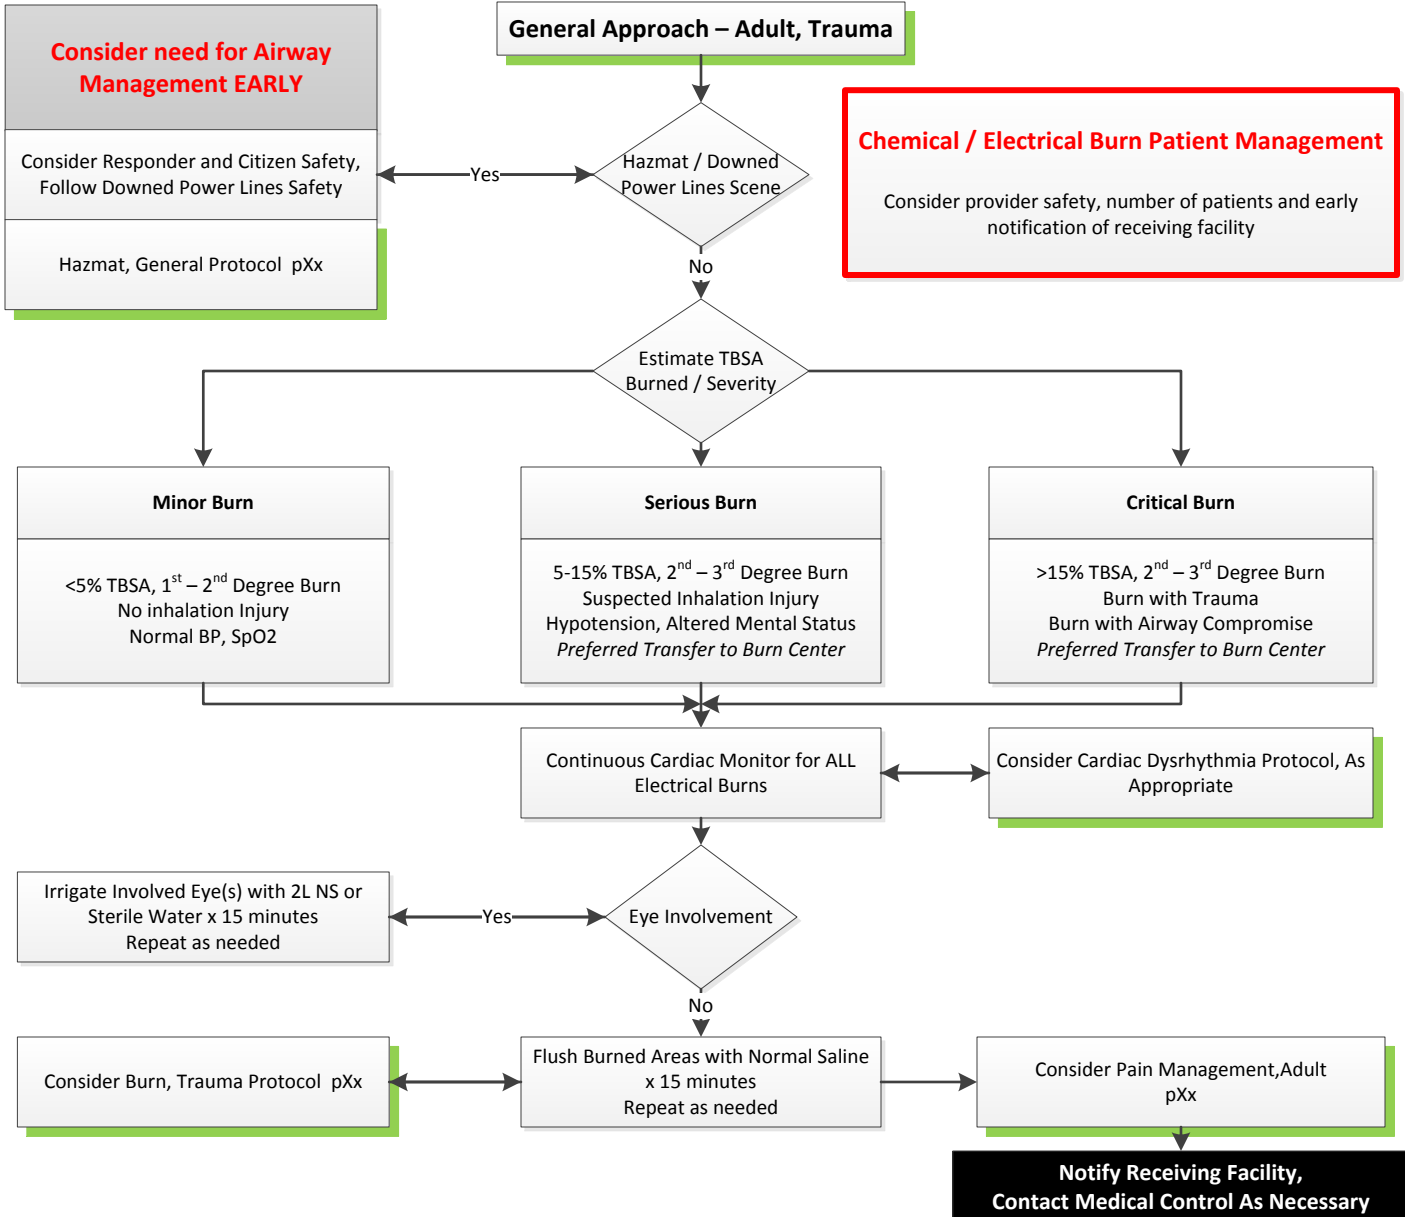 General Approach – Adult, Trauma
Consider need for Airway
Management EARLY
Consider Responder and Citizen Safety,
Follow Downed Power Lines Safety
Hazmat, General Protocol pXx
Yes
Hazmat / Downed
Power Lines Scene
Chemical / Electrical Burn Patient Management
Consider provider safety, number of patients and early
notification of receiving facility
No
Estimate TBSA
Burned / Severity
Minor Burn
<5% TBSA, 1st – 2nd Degree Burn
No inhalation Injury
Normal BP, SpO2
Serious Burn
5-15% TBSA, 2nd – 3rd Degree Burn
Suspected Inhalation Injury
Hypotension, Altered Mental Status
Preferred Transfer to Burn Center
Critical Burn
>15% TBSA, 2nd – 3rd Degree Burn
Burn with Trauma
Burn with Airway Compromise
Preferred Transfer to Burn Center
Continuous Cardiac Monitor for ALL
Electrical Burns
Consider Cardiac Dysrhythmia Protocol, As
Appropriate
Irrigate Involved Eye(s) with 2L NS or
Sterile Water x 15 minutes
Repeat as needed
Yes
Eye Involvement
No
Consider Burn, Trauma Protocol pXx
Flush Burned Areas with Normal Saline
x 15 minutes
Repeat as needed
Consider Pain Management,Adult
pXx
Notify Receiving Facility,
Contact Medical Control As Necessary